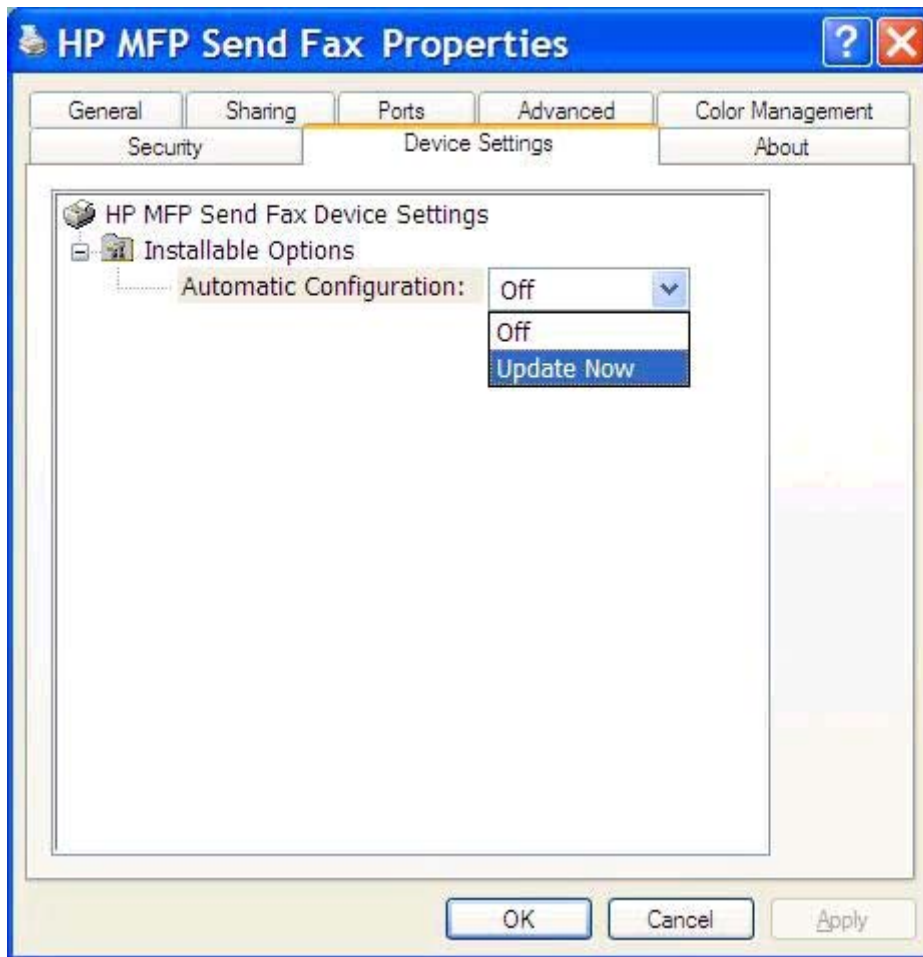 HP MFP Send Fax Properties
?
General Sharing Ports Advanced Color Management
Security Device Settings About
HP MFP Send Fax Device Settings
Installable Options
Automatic Configuration: Off
Off
Update Now
OK Cancel Apply